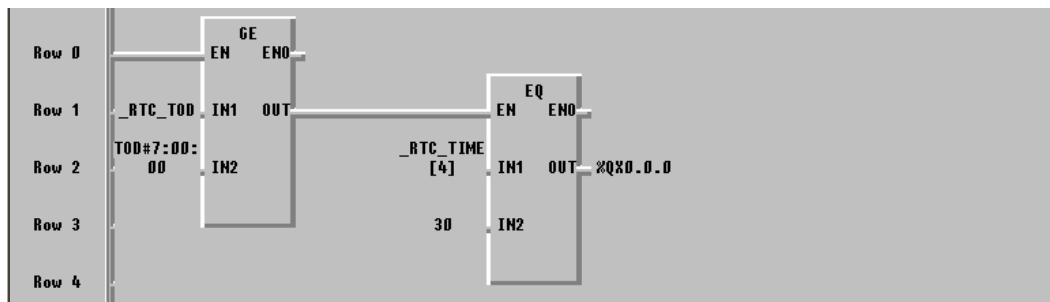 GE
Row 0 EN ENO
EQ
Row 1 _RTC_TOD IN1 OUT EN ENO
TOD#7:00:
00 IN2
_RTC_TIME
[4] IN1 OUT %QX0.0.0
Row 2
Row 3 30 IN2
Row 4